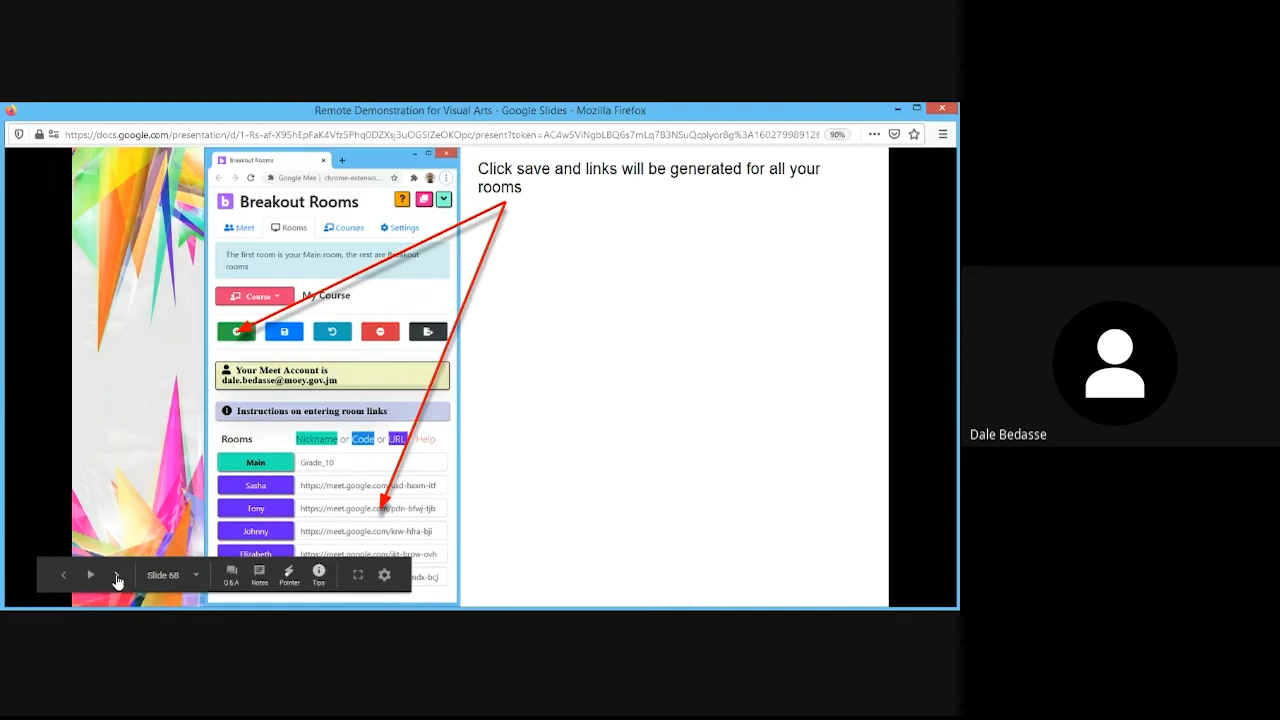 Remote Demonstration for Visual Arts - Google Slides - Mozilla Firefox
90%
Breakout Rooms
Google Mee
chrome-extensio...
Breakout Rooms
?
Meet
Rooms
Courses
Settings
The first room is your Main room, the rest are Breakout
rooms
Course
My Course
Your Meet Account is
dale.bedasse@moey.gov.jm
Instructions on entering room links
Rooms
Nickname or Code or URL
Help
Main
Grade_10
Sasha
Tony
https://meet.google.com/pdn-bfwj-tjb
Johnny
https://meet.google.com/krw-hfra-bji
Elizabeth
Click save and links will be generated for all your
rooms
Slide 68
Q & A
Notes
Pointer
Tips
Dale Bedasse